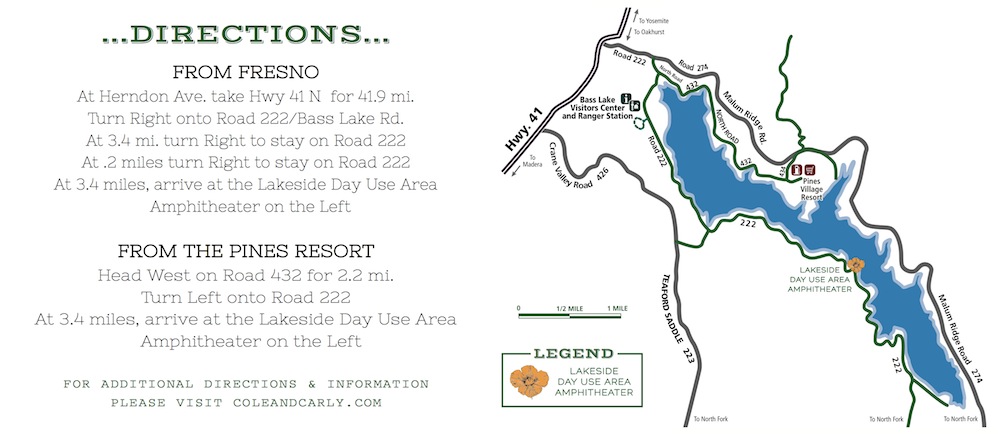 ...DIRECTIONS...
FROM FRESNO
At Herndon Ave. take Hwy 41 N for 41.9 mi.
Turn Right onto Road 222/Bass Lake Rd.
At 3.4 mi. turn Right to stay on Road 222
At .2 miles turn Right to stay on Road 222
At 3.4 miles, arrive at the Lakeside Day Use Area
Amphitheater on the Left
FROM THE PINES RESORT
Head West on Road 432 for 2.2 mi.
Turn Left onto Road 222
At 3.4 miles, arrive at the Lakeside Day Use Area
Amphitheater on the Left
FOR ADDITIONAL DIRECTIONS & INFORMATION
PLEASE VISIT COLEANDCARLY.COM
To Yosemite
To Oakhurst
Road 222
Road 274
North Road
432
Malum Ridge Rd.
Bass Lake
Visitors Center
and Ranger Station
Hwy. 41
NORTH ROAD
To
Madera
Crane Valley Road 426
Road 222
432
434
Pines
Village
Resort
222
LAKESIDE
DAY USE AREA
AMPHITHEATER
TEAFORD SADDLE 223
0 1/2 MILE 1 MILE
Malum Ridge Road 274
222
LEGEND
LAKESIDE
DAY USE AREA
AMPHITHEATER
To North Fork
To North Fork
To North Fork